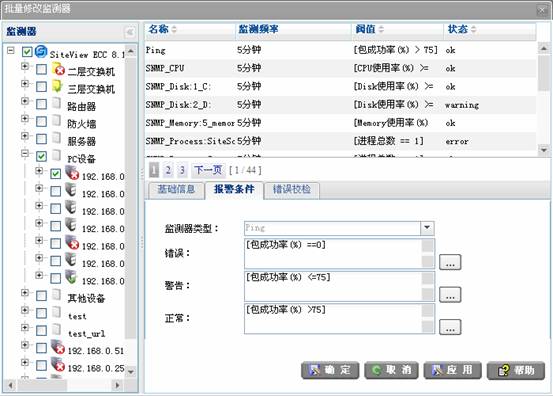 批量修改监测器
监测器
SiteView ECC 8.1
二层交换机
三层交换机
路由器
防火墙
服务器
PC设备
192.168.0
192.168.0
192.168.0
192.168.0
192.168.0
192.168.0
其他设备
test
test_url
192.168.0.51
192.168.0.25
名称 监测频率 阀值 状态
Ping 5分钟 [包成功率(%) > 75] ok
SNMP_CPU 5分钟 [CPU使用率(%) >= ok
SNMP_Disk:1_C: 5分钟 [Disk使用率(%) >= ok
SNMP_Disk:2_D: 5分钟 [Disk使用率(%) >= warning
SNMP_Memory:5_memor 5分钟 [Memory使用率(%) ok
SNMP_Process:SiteSc 5分钟 [进程总数 == 1] error
1 2 3 下一页 [1/44]
基础信息 报警条件 错误校检
监测器类型： Ping
错误： [包成功率(%) ==0] ...
警告： [包成功率(%) <=75] ...
正常： [包成功率(%) >75] ...
确 定 取 消 应 用 帮助